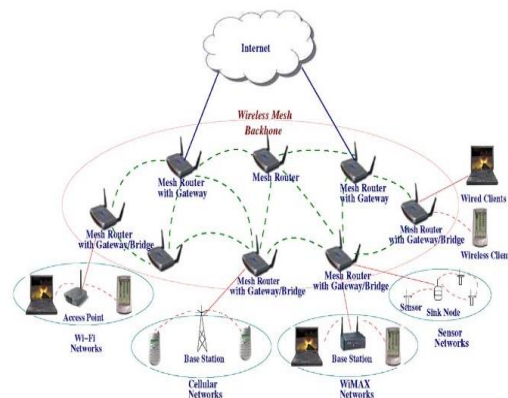 Internet
Wireless Mesh
Backbone
Mesh Router
with Gateway
Mesh Router
Mesh Router
with Gateway
Wired Clients
Mesh Router
with Gateway/Bridge
Mesh Router
with Gateway/Bridge
Wireless Client
Mesh Router
Mesh Router
with Gateway/Bridge
Mesh Router
with Gateway/Bridge
Access Point
Wi-Fi
Networks
Base Station
Cellular
Networks
Base Station
WiMAX
Networks
Sensor
Sink Node
Sensor
Networks